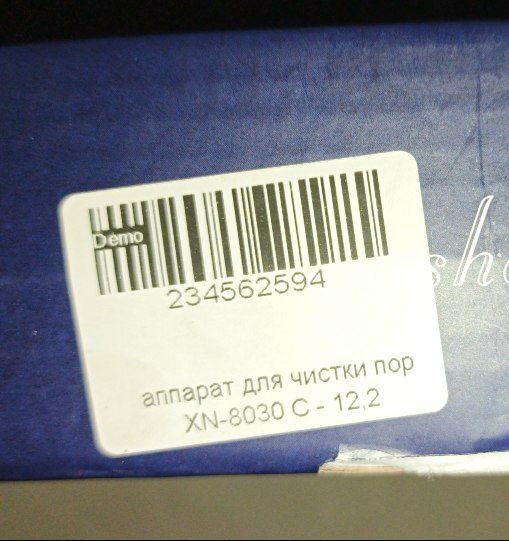 Demo
234562594
аппарат для чистки пор
XN-8030 C - 12,2